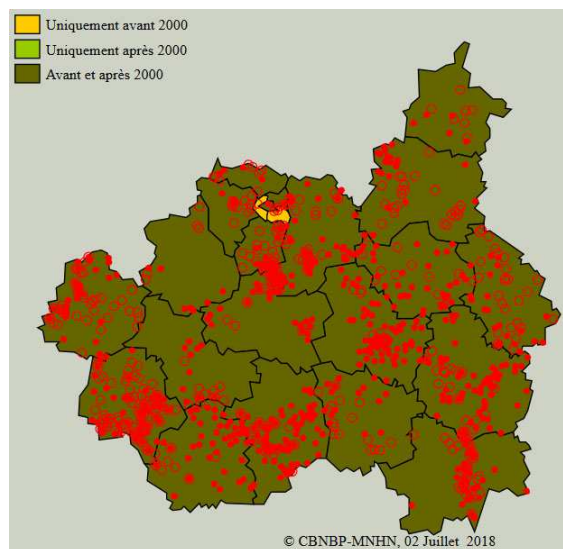 Uniquement avant 2000
Uniquement après 2000
Avant et après 2000
© CBNBP-MNHN, 02 Juillet 2018